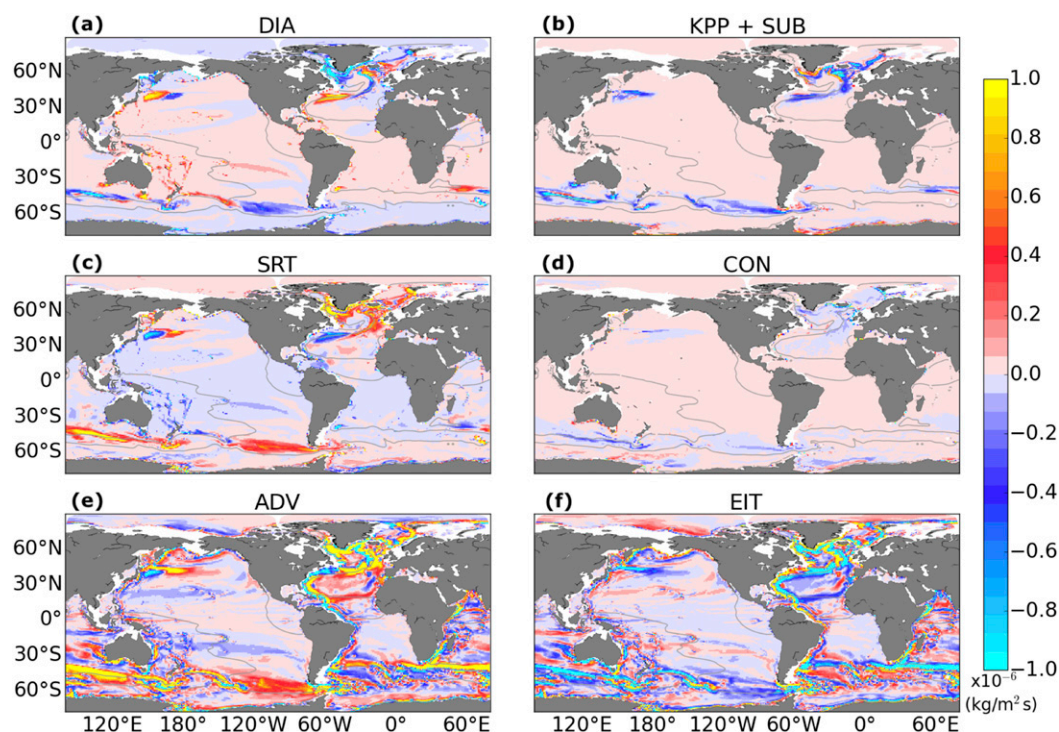 (a) DIA
(b) KPP + SUB
60°N
30°N
0°
30°S
60°S
(c) SRT
(d) CON
60°N
30°N
0°
30°S
60°S
(e) ADV
(f) EIT
60°N
30°N
0°
30°S
60°S
120°E 180° 120°W 60°W 0° 60°E
120°E 180° 120°W 60°W 0° 60°E
1.0
0.8
0.6
0.4
0.2
0.0
−0.2
−0.4
−0.6
−0.8
−1.0
x10⁻⁶
(kg/m²s)